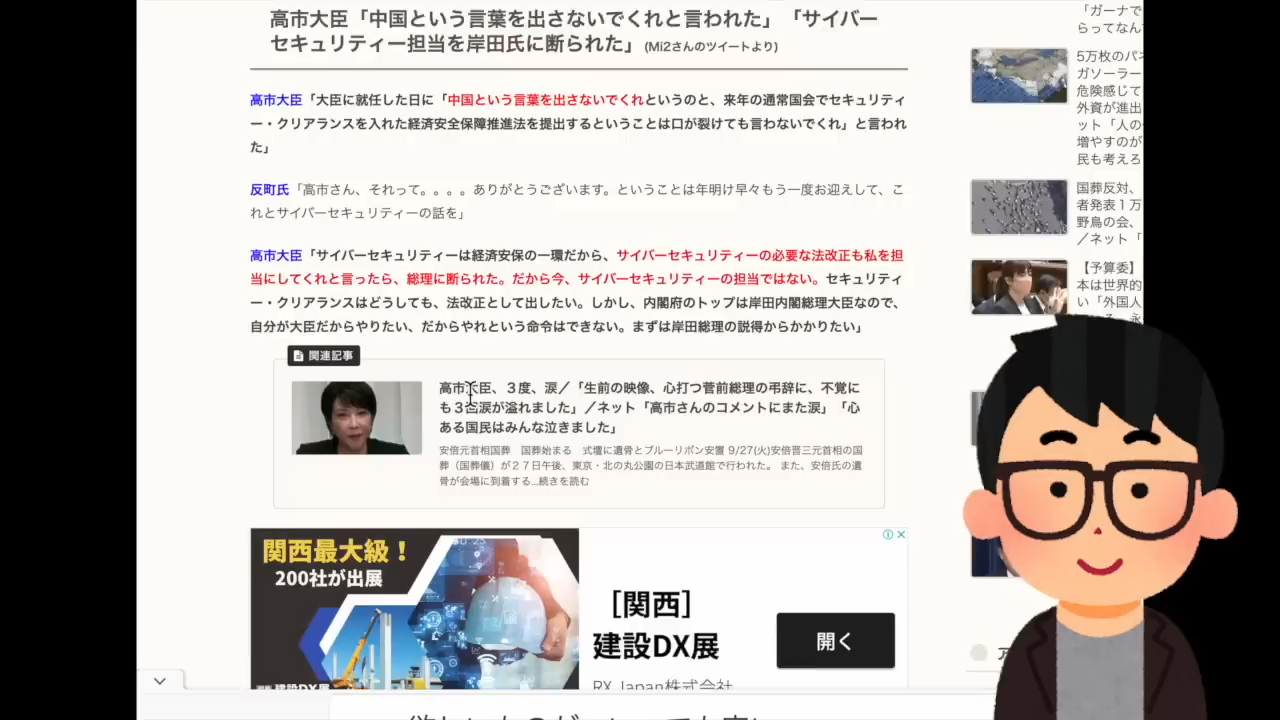 高市大臣「中国という言葉を出さないでくれと言われた」「サイバー
セキュリティー担当を岸田氏に断られた」 (Mi2さんのツイートより)
高市大臣「大臣に就任した日に「中国という言葉を出さないでくれというのと、来年の通常国会でセキュリティ
ー・クリアランスを入れた経済安全保障推進法を提出するということは口が裂けても言わないでくれ」と言われ
た」
反町氏「高市さん、それって。。。。ありがとうございます。ということは年明け早々もう一度お迎えして、こ
れとサイバーセキュリティーの話を」
高市大臣「サイバーセキュリティーは経済安保の一環だから、サイバーセキュリティーの必要な法改正も私を担
当にしてくれと言ったら、総理に断られた。だから今、サイバーセキュリティーの担当ではない。セキュリティ
ー・クリアランスはどうしても、法改正として出したい。しかし、内閣府のトップは岸田内閣総理大臣なので、
自分が大臣だからやりたい、だからやれという命令はできない。まずは岸田総理の説得からかかりたい」
関連記事
高市大臣、３度、涙／「生前の映像、心打つ菅前総理の弔辞に、不覚に
も３回涙が溢れました」／ネット「高市さんのコメントにまた涙」「心
ある国民はみんな泣きました」
安倍元首相国葬　国葬始まる　式壇に遺骨とブルーリボン安置 9/27(火)安倍晋三元首相の国
葬（国葬儀）が２７日午後、東京・北の丸公園の日本武道館で行われた。 また、安倍氏の遺
骨が会場に到着する...続きを読む
関西最大級！
200社が出展
［関西］
建設DX展
開く
RX Japan株式会社
「ガーナで
らってなん
5万枚のパネ
ガソーラー
危険感じて
外資が進出
ット「人の
増やすのが
民も考えろ
国葬反対、
者発表１万
野鳥の会、
／ネット「
【予算委】
本は世界的
い「外国人